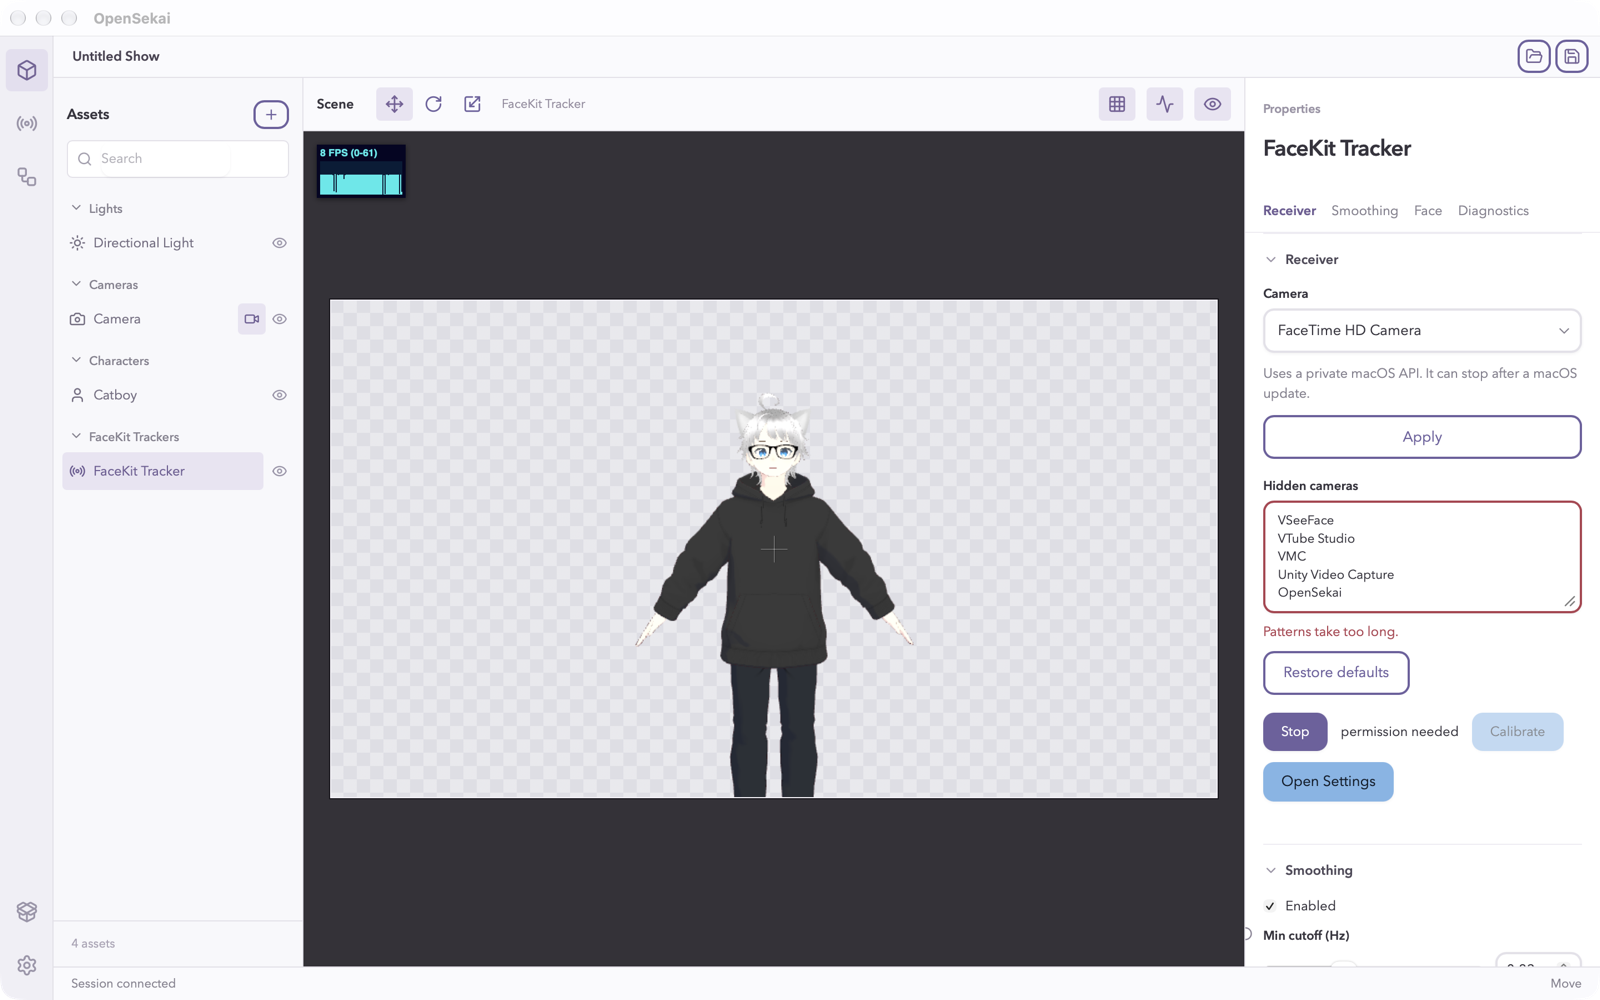 OpenSekai
Untitled Show
Assets
Search
Lights
Directional Light
Cameras
Camera
Characters
Catboy
FaceKit Trackers
FaceKit Tracker
4 assets
Session connected
Scene
FaceKit Tracker
8 FPS (0-61)
Properties
FaceKit Tracker
Receiver Smoothing Face Diagnostics
Receiver
Camera
FaceTime HD Camera
Uses a private macOS API. It can stop after a macOS
update.
Apply
Hidden cameras
VSeeFace
VTube Studio
VMC
Unity Video Capture
OpenSekai
Patterns take too long.
Restore defaults
Stop permission needed Calibrate
Open Settings
Smoothing
Enabled
Min cutoff (Hz)
Move